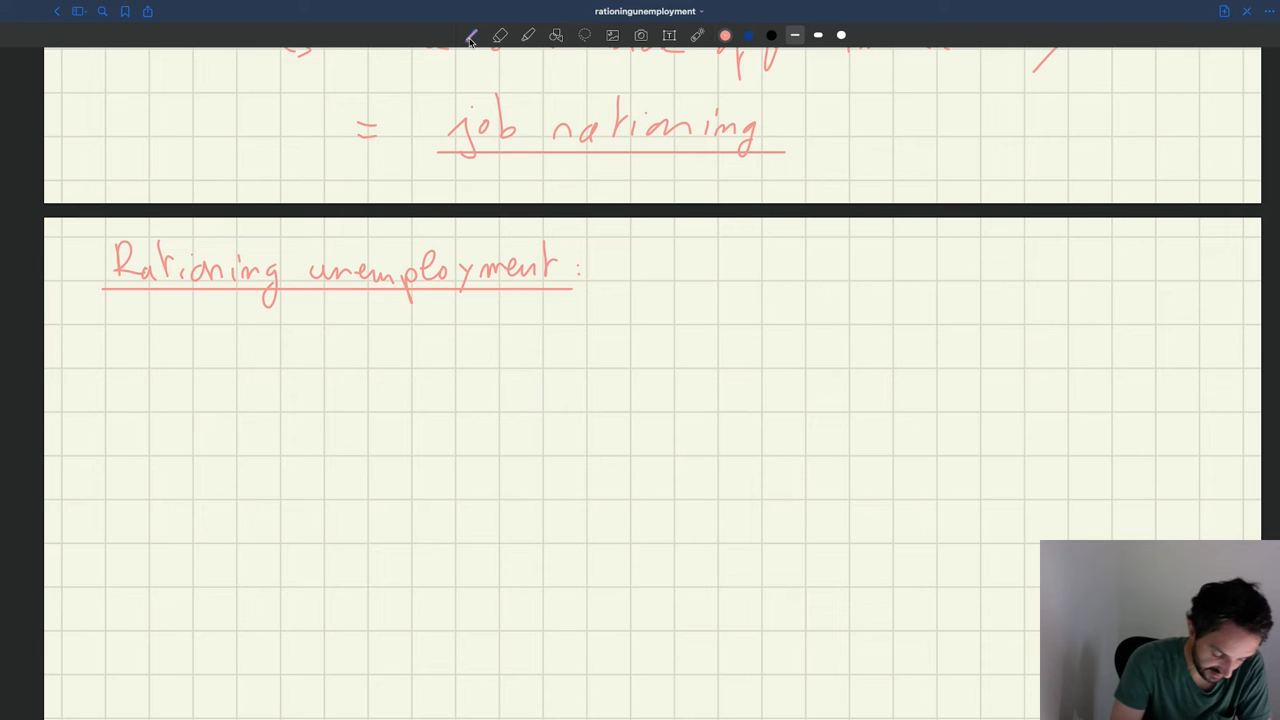 rationingunemployment
= job rationing
Rationing unemployment :